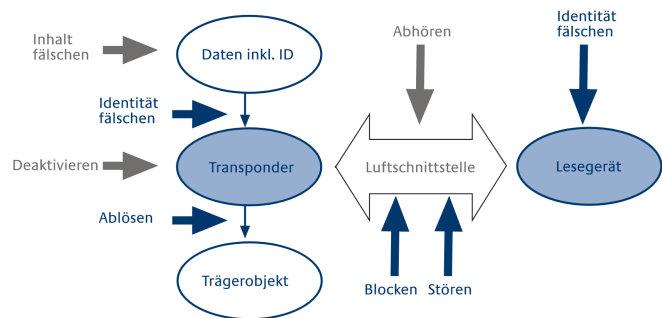 Inhalt
fälschen
Daten inkl. ID
Abhören
Identität
fälschen
Identität
fälschen
Deaktivieren
Transponder
Luftschnittstelle
Lesegerät
Ablösen
Trägerobjekt
Blocken
Stören